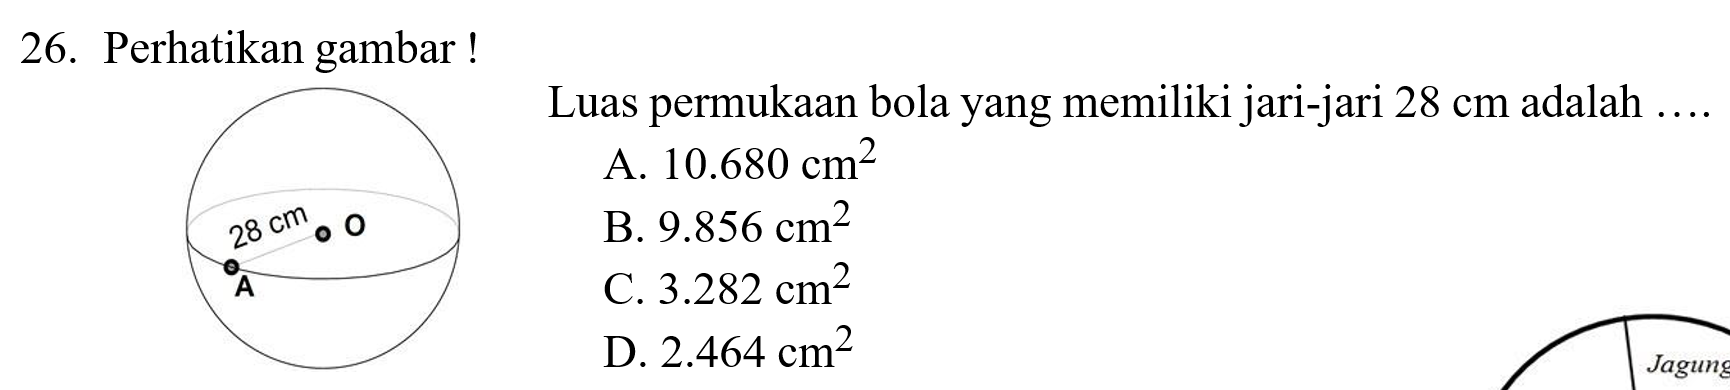 26. Perhatikan gambar !
Luas permukaan bola yang memiliki jari-jari 28 cm adalah ….
A. 10.680 cm²
B. 9.856 cm²
C. 3.282 cm²
D. 2.464 cm²
28 cm
O
A
Jagung